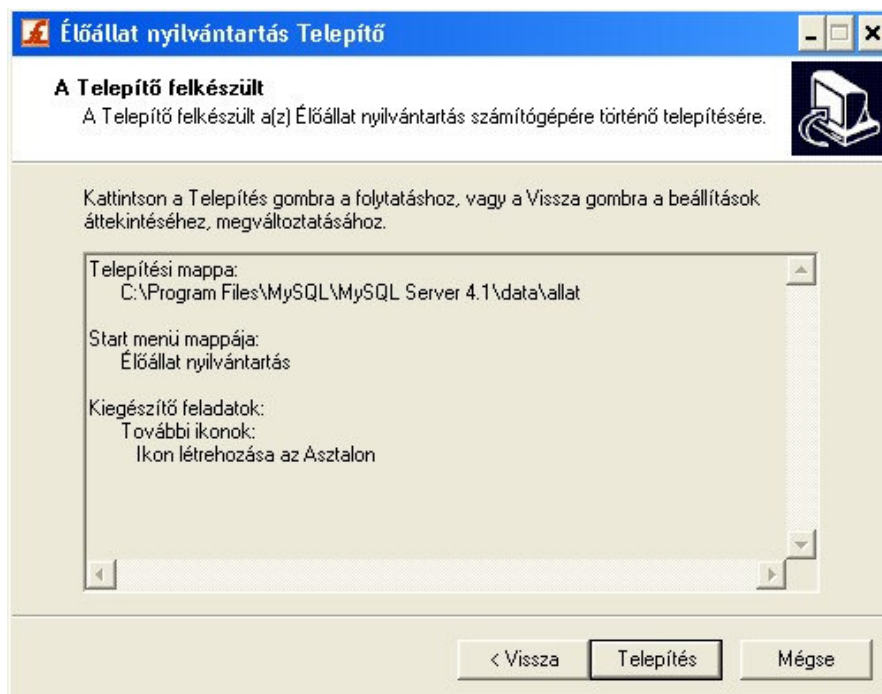 Élőállat nyilvántartás Telepítő
A Telepítő felkészült
A Telepítő felkészült a(z) Élőállat nyilvántartás számítógépére történő telepítésére.
Kattintson a Telepítés gombra a folytatáshoz, vagy a Vissza gombra a beállítások
áttekintéséhez, megváltoztatásához.
Telepítési mappa:
C:\Program Files\MySQL\MySQL Server 4.1\data\allat
Start menü mappája:
Élőállat nyilvántartás
Kiegészítő feladatok:
További ikonok:
Ikon létrehozása az Asztalon
< Vissza
Telepítés
Mégse